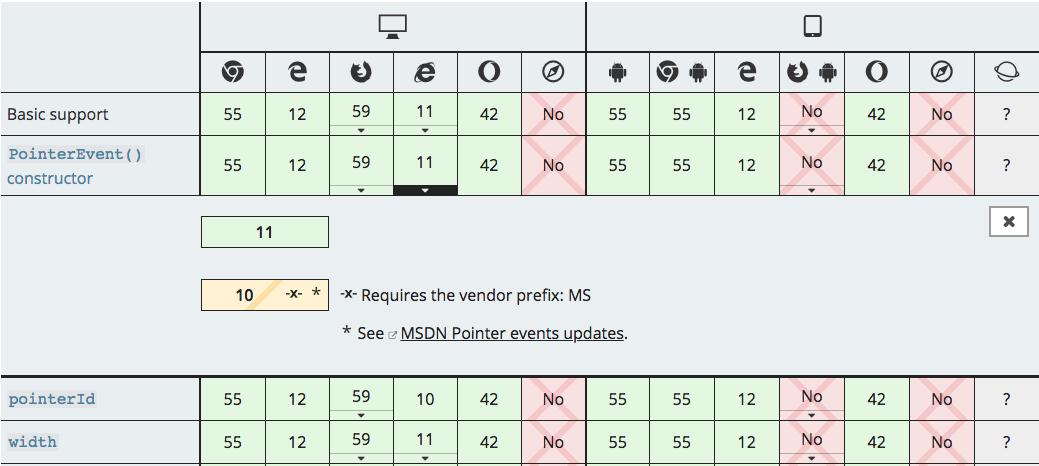 Basic support 55 12 59 11 42 No 55 55 12 No 42 No ?
PointerEvent()
constructor 55 12 59 11 42 No 55 55 12 No 42 No ?
11
10 -x- * -x- Requires the vendor prefix: MS
* See MSDN Pointer events updates.
pointerId 55 12 59 10 42 No 55 55 12 No 42 No ?
width 55 12 59 11 42 No 55 55 12 No 42 No ?